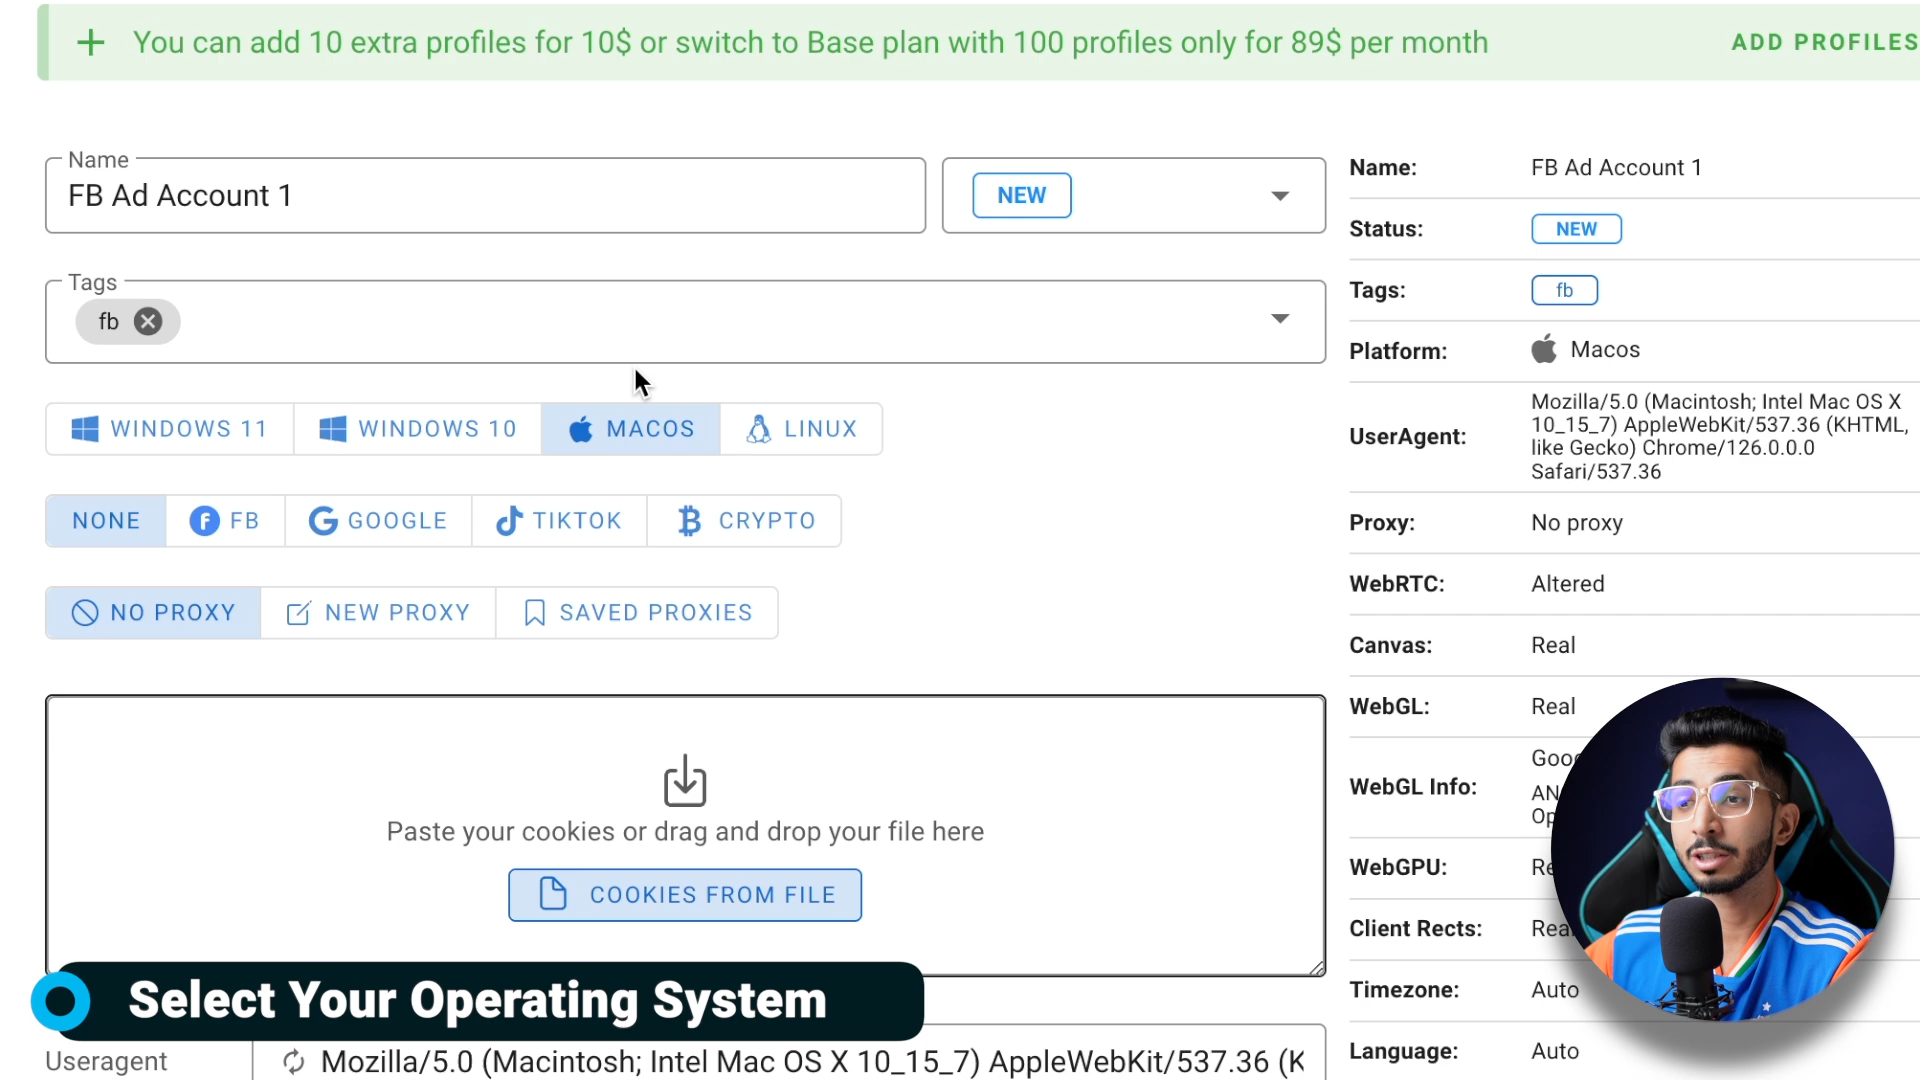 You can add 10 extra profiles for 10$ or switch to Base plan with 100 profiles only for 89$ per month
ADD PROFILES
Name
FB Ad Account 1
NEW
Tags
fb
WINDOWS 11
WINDOWS 10
MACOS
LINUX
NONE
FB
GOOGLE
TIKTOK
CRYPTO
NO PROXY
NEW PROXY
SAVED PROXIES
Paste your cookies or drag and drop your file here
COOKIES FROM FILE
Select Your Operating System
Useragent
Mozilla/5.0 (Macintosh; Intel Mac OS X 10_15_7) AppleWebKit/537.36 (K
Name: FB Ad Account 1
Status: NEW
Tags: fb
Platform: Macos
UserAgent: Mozilla/5.0 (Macintosh; Intel Mac OS X
10_15_7) AppleWebKit/537.36 (KHTML,
like Gecko) Chrome/126.0.0.0
Safari/537.36
Proxy: No proxy
WebRTC: Altered
Canvas: Real
WebGL: Real
WebGL Info:
WebGPU:
Client Rects:
Timezone: Auto
Language: Auto